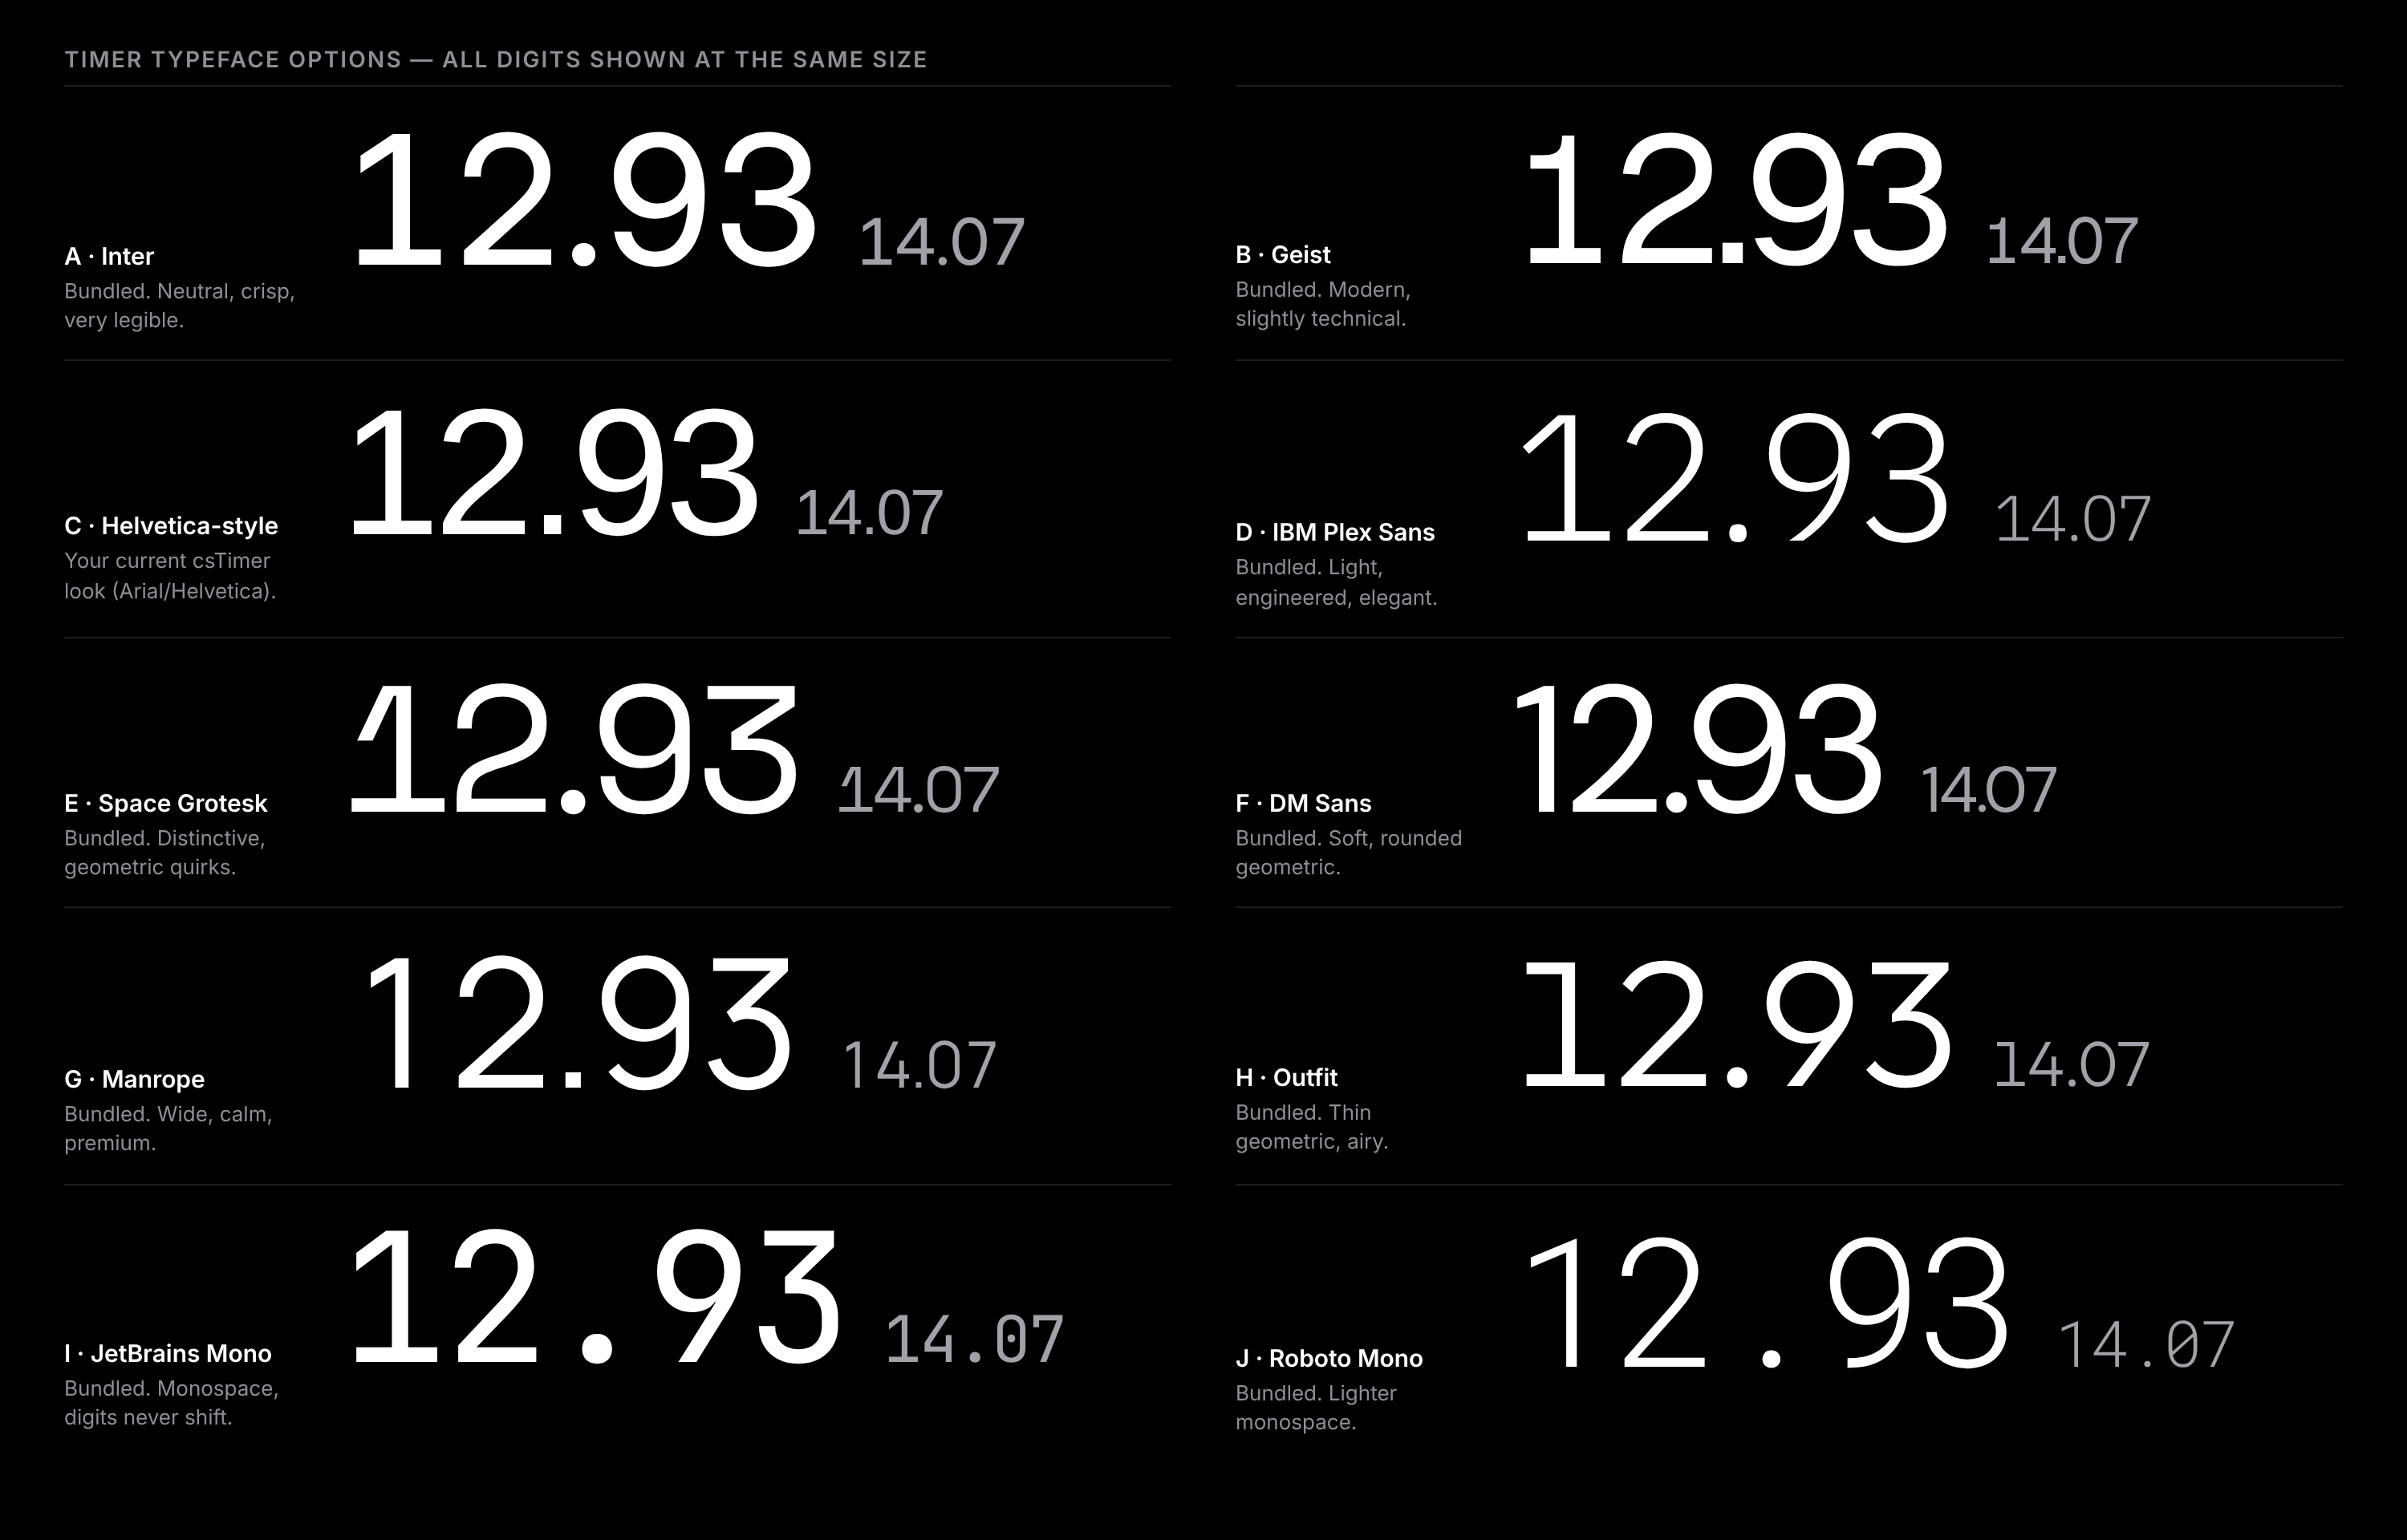 TIMER TYPEFACE OPTIONS — ALL DIGITS SHOWN AT THE SAME SIZE
A · Inter
Bundled. Neutral, crisp,
very legible.
12.93 14.07
B · Geist
Bundled. Modern,
slightly technical.
12.93 14.07
C · Helvetica-style
Your current csTimer
look (Arial/Helvetica).
12.93 14.07
D · IBM Plex Sans
Bundled. Light,
engineered, elegant.
12.93 14.07
E · Space Grotesk
Bundled. Distinctive,
geometric quirks.
12.93 14.07
F · DM Sans
Bundled. Soft, rounded
geometric.
12.93 14.07
G · Manrope
Bundled. Wide, calm,
premium.
12.93 14.07
H · Outfit
Bundled. Thin
geometric, airy.
12.93 14.07
I · JetBrains Mono
Bundled. Monospace,
digits never shift.
12.93 14.07
J · Roboto Mono
Bundled. Lighter
monospace.
12.93 14.07